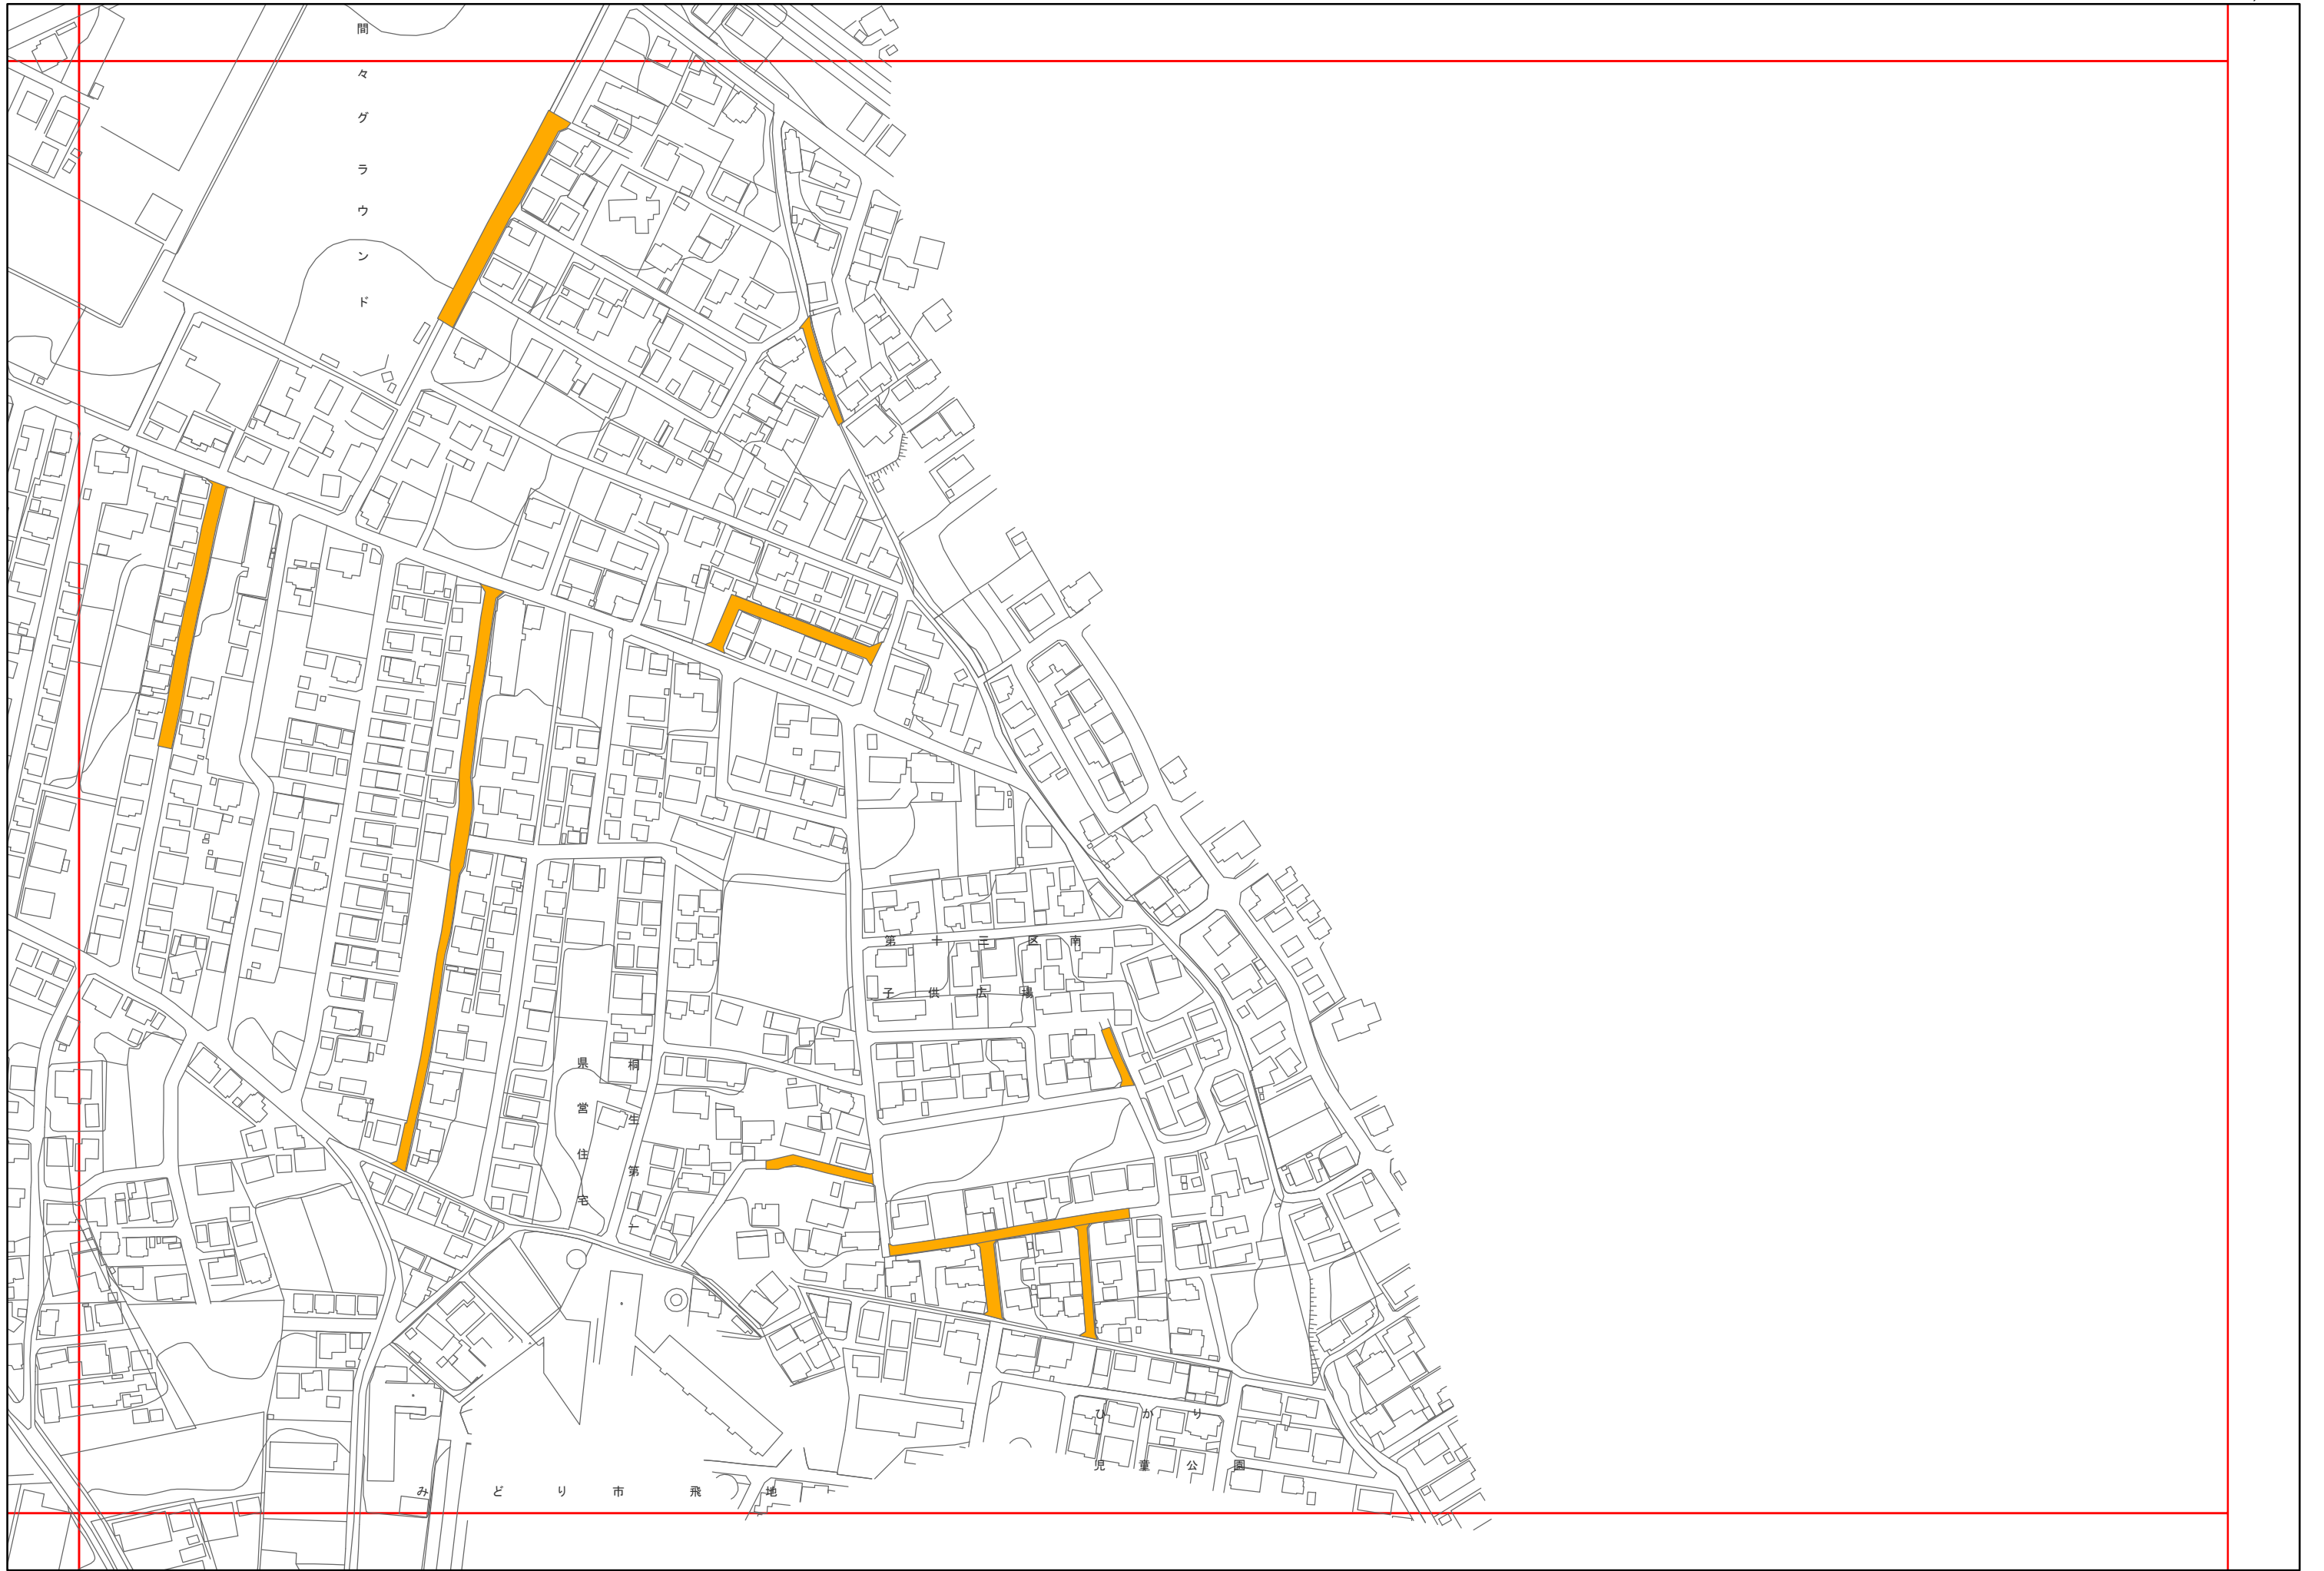 間々グラウンド
第十三区南
子供広場
県営住宅
桐生第一
ひかり
児童公園
みどり市飛地